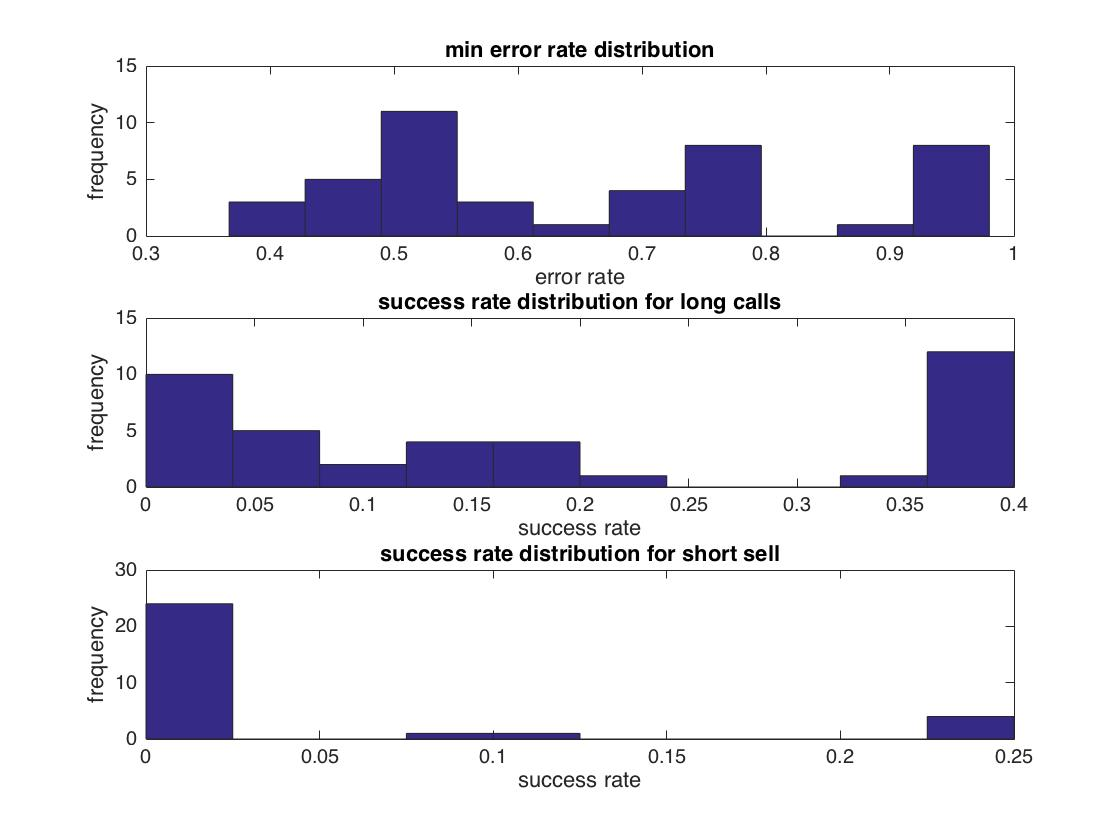 min error rate distribution
15
10
5
0
frequency
0.3 0.4 0.5 0.6 0.7 0.8 0.9 1
error rate
success rate distribution for long calls
15
10
5
0
frequency
0 0.05 0.1 0.15 0.2 0.25 0.3 0.35 0.4
success rate
success rate distribution for short sell
30
20
10
0
frequency
0 0.05 0.1 0.15 0.2 0.25
success rate